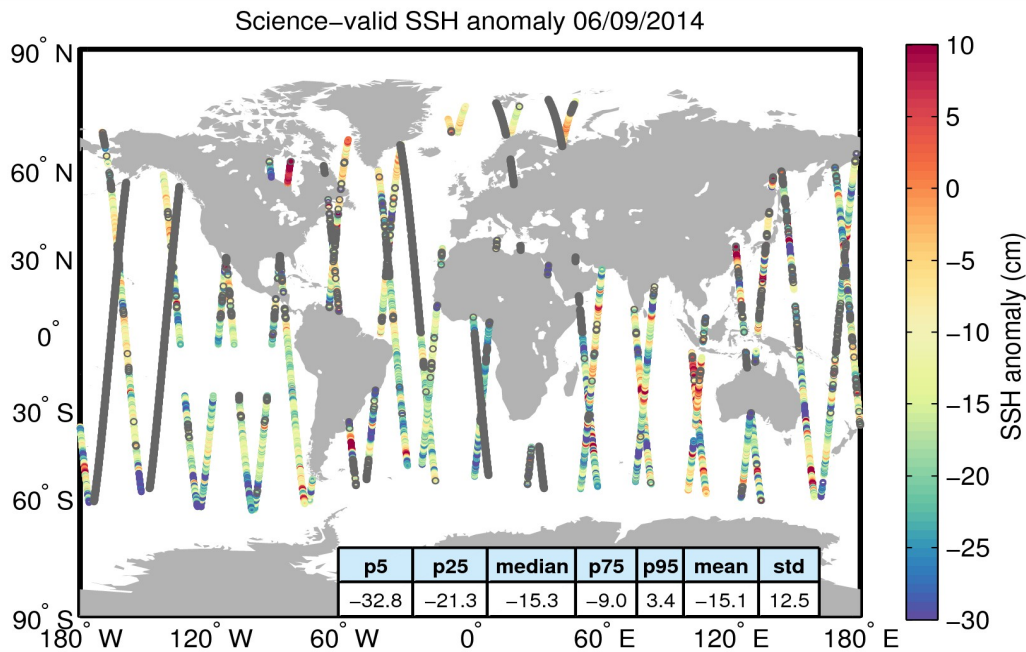 Science−valid SSH anomaly 06/09/2014
90° N
60° N
30° N
0°
30° S
60° S
90° S
180° W
120° W
60° W
0°
60° E
120° E
180° E
p5 p25 median p75 p95 mean std
−32.8 −21.3 −15.3 −9.0 3.4 −15.1 12.5
10
5
0
−5
−10
−15
−20
−25
−30
SSH anomaly (cm)